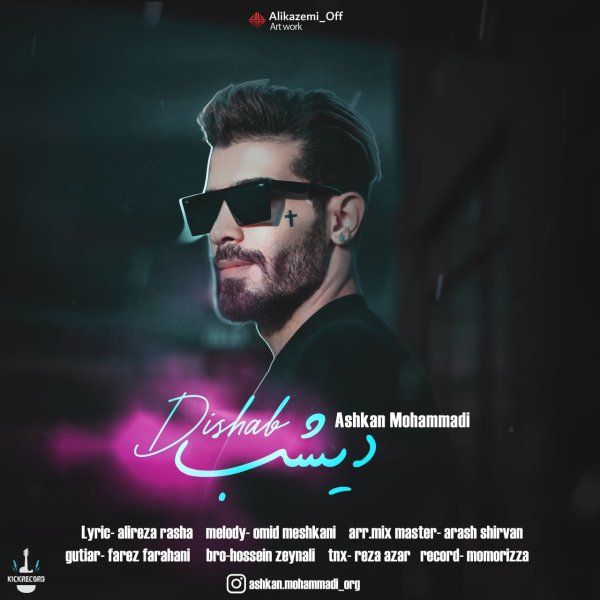 Alikazemi_Off
Art work
Dishab
Ashkan Mohammadi
دیشب
Lyric- alireza rasha melody- omid meshkani arr.mix master- arash shirvan
gutiar- farez farahani bro-hossein zeynali tnx- reza azar record- momorizza
KICKRECORD
ashkan.mohammadi_org